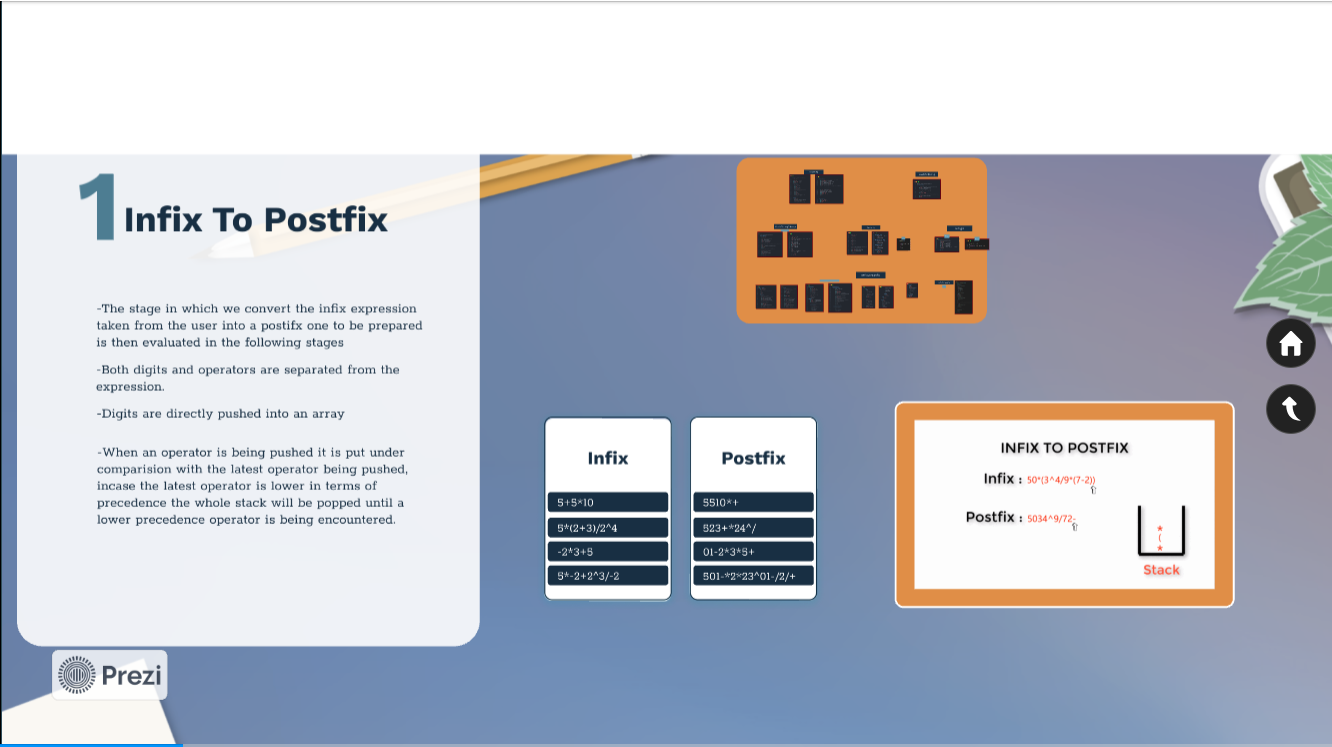 1 Infix To Postfix
-The stage in which we convert the infix expression
taken from the user into a postifx one to be prepared
is then evaluated in the following stages
-Both digits and operators are separated from the
expression.
-Digits are directly pushed into an array
-When an operator is being pushed it is put under
comparision with the latest operator being pushed,
incase the latest operator is lower in terms of
precedence the whole stack will be popped until a
lower precedence operator is being encountered.
Infix
5+5*10
5*(2+3)/2^4
-2*3+5
5*-2+2^3/-2
Postfix
5510*+
523+*24^/
01-2*3*5+
501-*2*23^01-/2/+
INFIX TO POSTFIX
Infix : 50*(3^4/9*(7-2))
Postfix : 5034^9/72-
*
(
*
Stack
Prezi